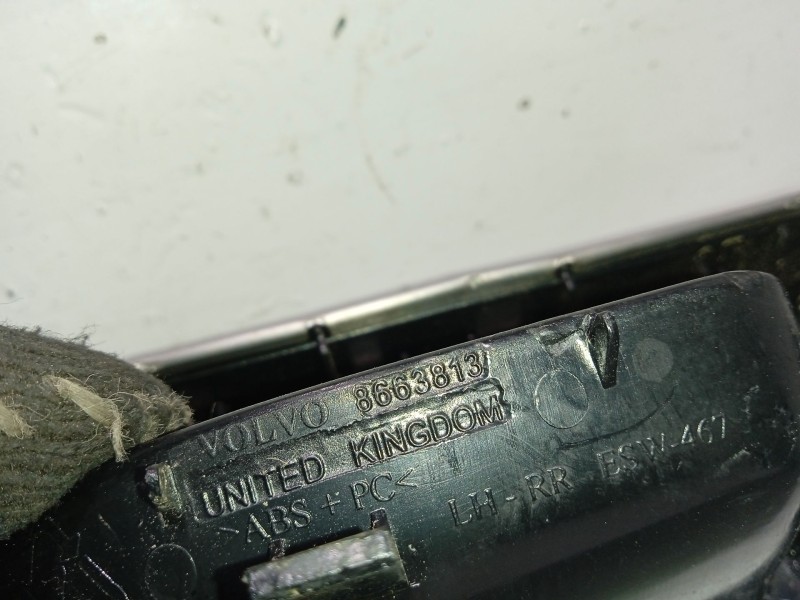 VOLVO 8663813
UNITED KINGDOM
>ABS + PC< LH - RR ESW-467